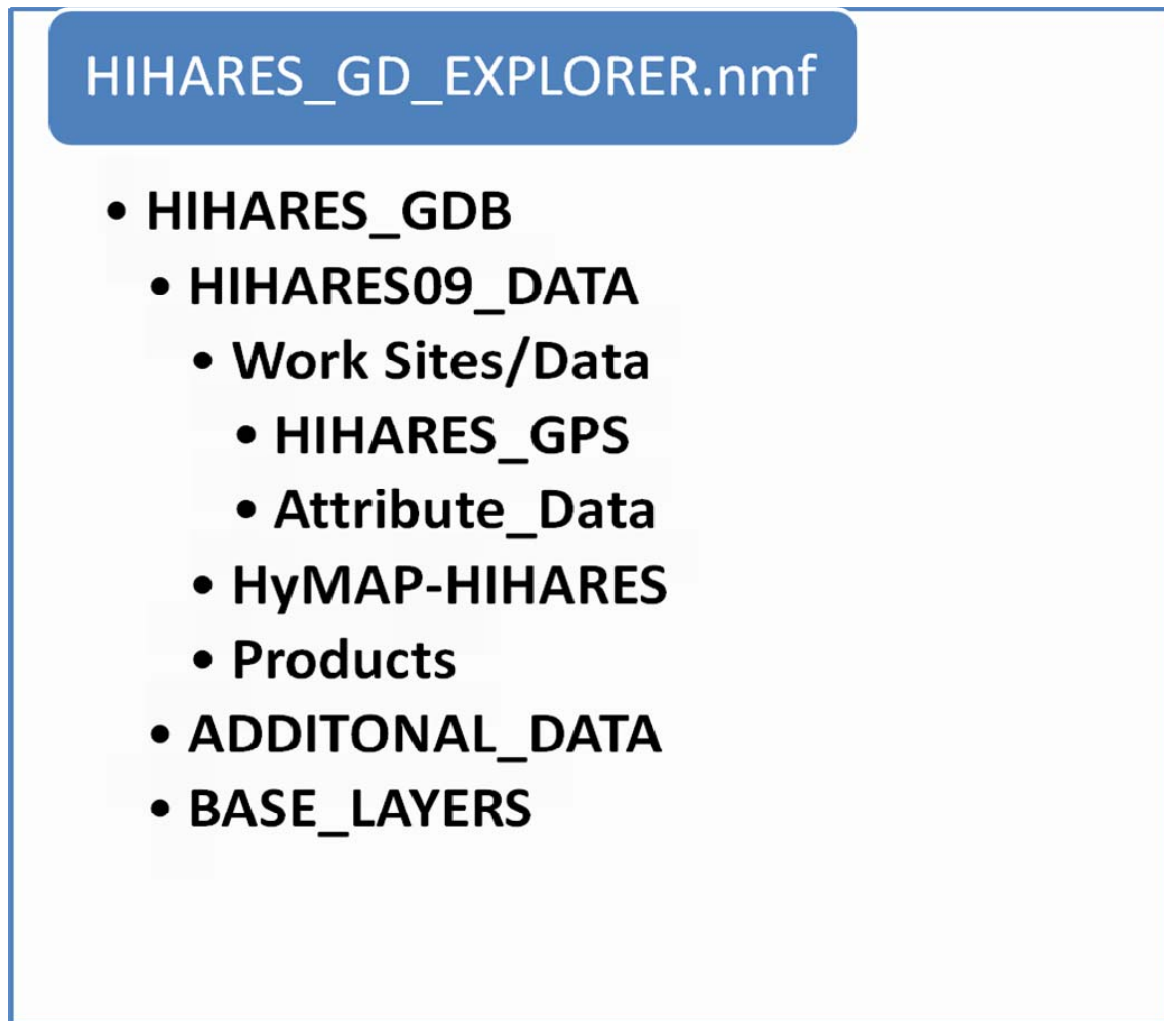 HIHARES_GD_EXPLORER.nmf
• HIHARES_GDB
• HIHARES09_DATA
• Work Sites/Data
• HIHARES_GPS
• Attribute_Data
• HyMAP-HIHARES
• Products
• ADDITONAL_DATA
• BASE_LAYERS